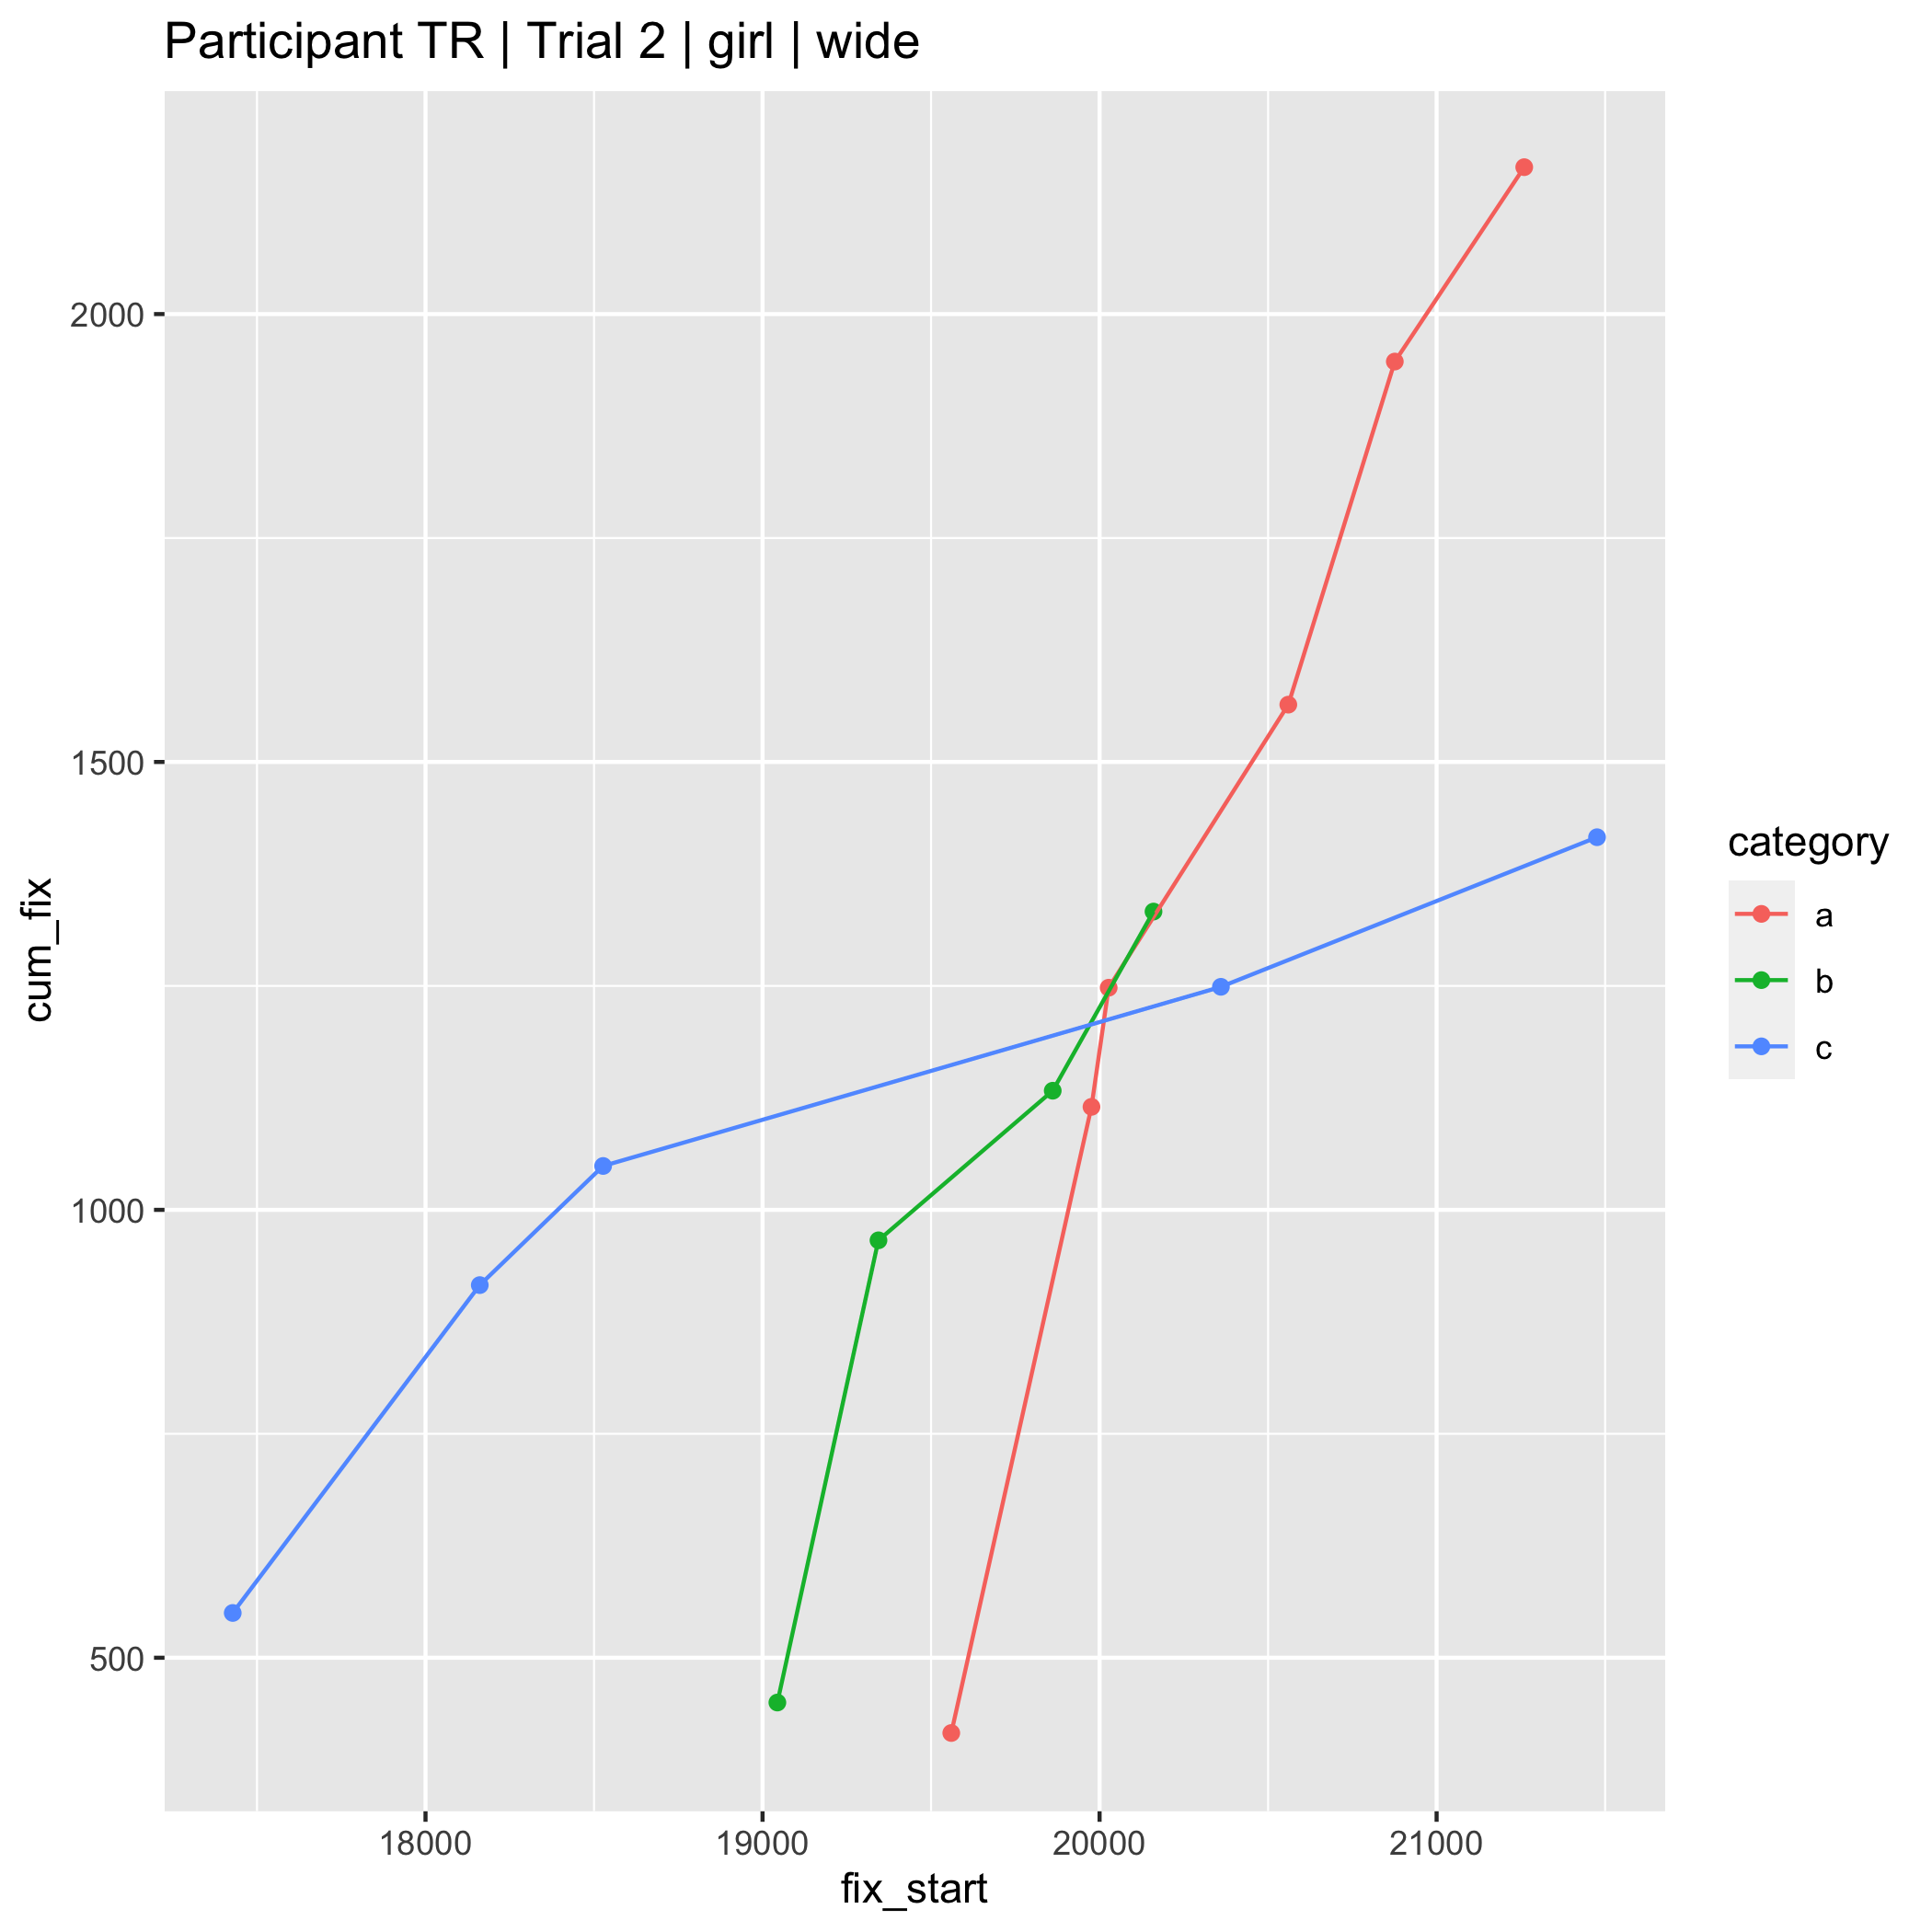 Participant TR | Trial 2 | girl | wide
2000
1500
1000
500
cum_fix
18000 19000 20000 21000
fix_start
category
a
b
c